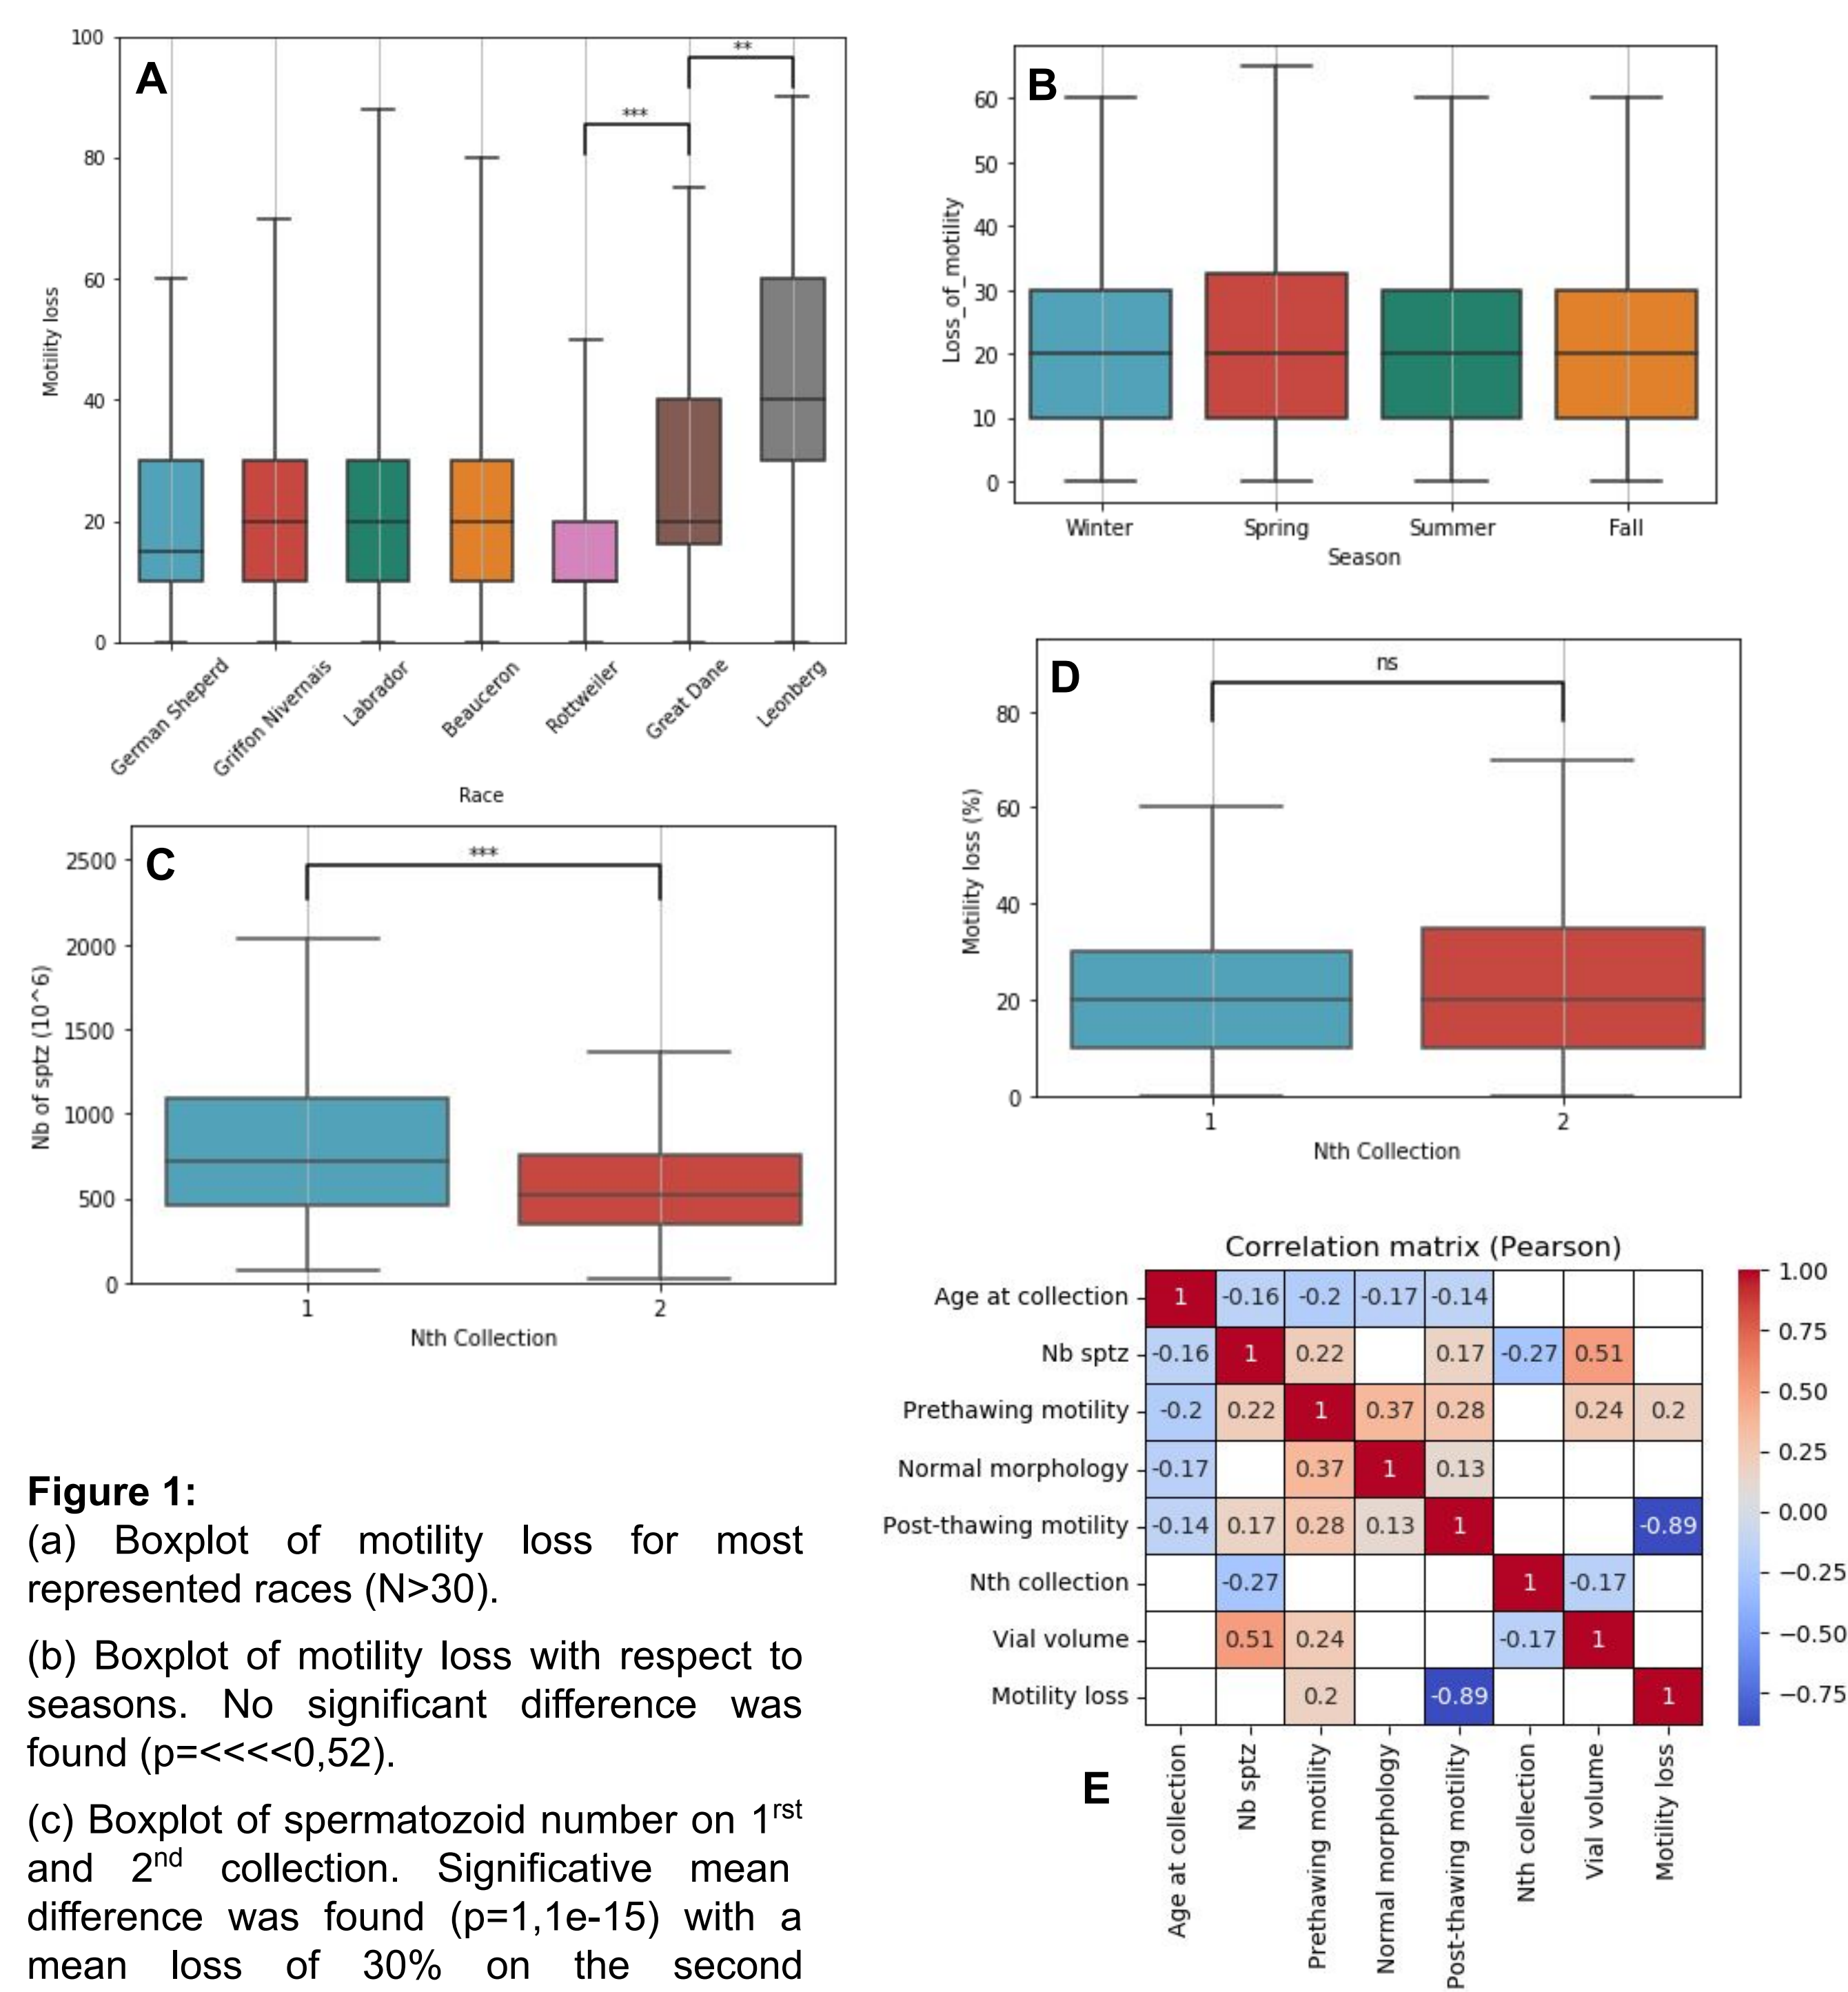 A
**
***
100
80
60
40
20
0
Motility loss
German Sheperd
Griffon Nivernais
Labrador
Beauceron
Rottweiler
Great Dane
Leonberg
Race
B
60
50
40
30
20
10
0
Loss_of_motility
Winter Spring Summer Fall
Season
C
***
2500
2000
1500
1000
500
0
Nb of sptz (10^6)
1 2
Nth Collection
D
ns
80
60
40
20
0
Motility loss (%)
1 2
Nth Collection
Correlation matrix (Pearson)
Age at collection 1 -0.16 -0.2 -0.17 -0.14
Nb sptz -0.16 1 0.22 0.17 -0.27 0.51
Prethawing motility -0.2 0.22 1 0.37 0.28 0.24 0.2
Normal morphology -0.17 0.37 1 0.13
Post-thawing motility -0.14 0.17 0.28 0.13 1 -0.89
Nth collection -0.27 1 -0.17
Vial volume 0.51 0.24 -0.17 1
Motility loss 0.2 -0.89 1
1.00
0.75
0.50
0.25
0.00
−0.25
−0.50
−0.75
E
Age at collection
Nb sptz
Prethawing motility
Normal morphology
Post-thawing motility
Nth collection
Vial volume
Motility loss
Figure 1:
(a) Boxplot of motility loss for most
represented races (N>30).
(b) Boxplot of motility loss with respect to
seasons. No significant difference was
found (p=<<<<0,52).
(c) Boxplot of spermatozoid number on 1rst
and 2nd collection. Significative mean
difference was found (p=1,1e-15) with a
mean loss of 30% on the second